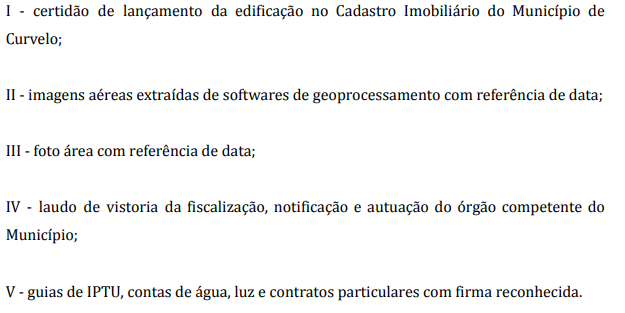 I - certidão de lançamento da edificação no Cadastro Imobiliário do Município de
Curvelo;
II - imagens aéreas extraídas de softwares de geoprocessamento com referência de data;
III - foto área com referência de data;
IV - laudo de vistoria da fiscalização, notificação e autuação do órgão competente do
Município;
V - guias de IPTU, contas de água, luz e contratos particulares com firma reconhecida.